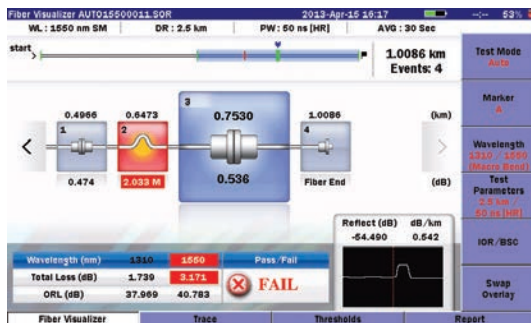 Fiber Visualizer AUTO15500011.SOR 2013-Apr-15 16:17 --:-- 53%
WL : 1550 nm SM DR : 2.5 km PW : 50 ns [HR] AVG : 30 Sec
start
1.0086 km
Events: 4
0.4966 0.6473 3 0.7530 1.0086 (km)
1 2 4
0.474 2.033 M 0.536 Fiber End (dB)
Reflect (dB) dB/km
-54.490 0.542
Wavelength (nm) 1310 1550 Pass/Fail
Total Loss (dB) 1.739 3.171 FAIL
ORL (dB) 37.969 40.783
Fiber Visualizer Trace Thresholds Report
Test Mode
Auto
Marker
A
Wavelength
1310 / 1550
(Macro Bend)
Test
Parameters
2.5 km /
50 ns [HR]
IOR/BSC
Swap
Overlay